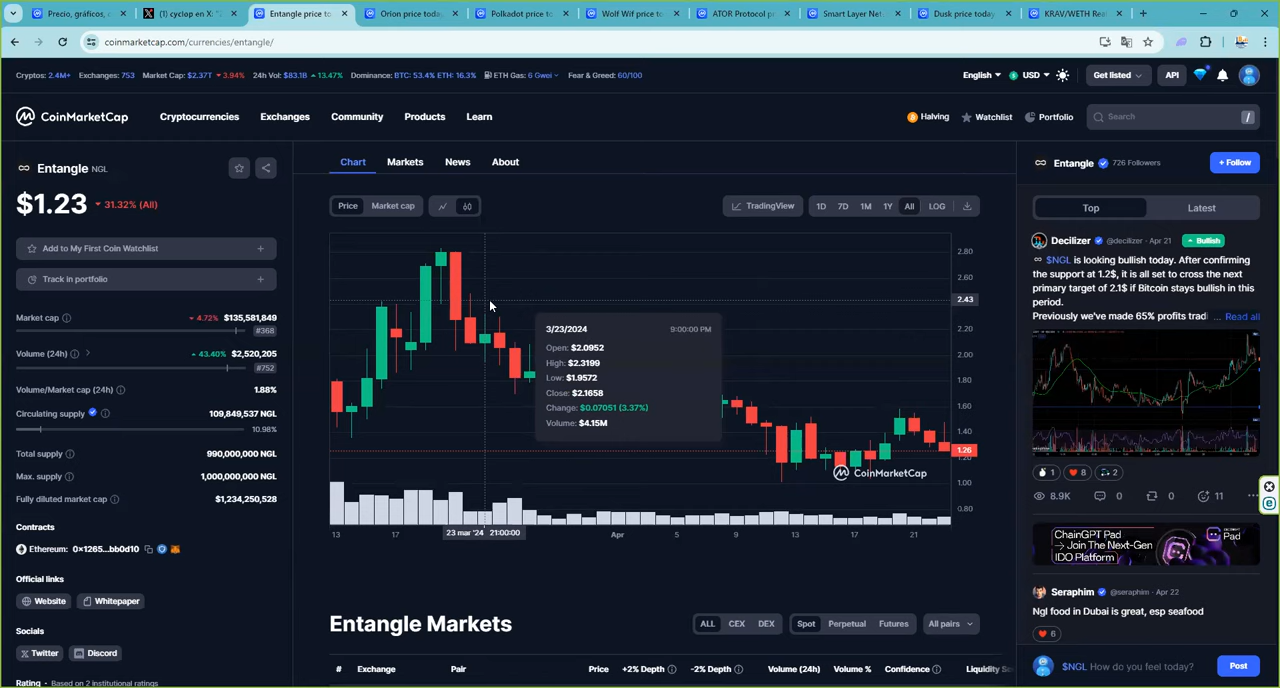 Precio, gráficos, c
(1) cyclop en X: "2
Entangle price to
Orion price toda
Polkadot price to
Wolf Wif price to
ATOR Protocol p
Smart Layer Net
Dusk price today
KRAV/WETH Rea
coinmarketcap.com/currencies/entangle/
Cryptos: 2.4M+ Exchanges: 753 Market Cap: $2.37T 3.94% 24h Vol: $83.1B 13.47% Dominance: BTC: 53.4% ETH: 16.3% ETH Gas: 6 Gwei Fear & Greed: 60/100
English USD Get listed API
CoinMarketCap Cryptocurrencies Exchanges Community Products Learn Halving Watchlist Portfolio Search /
Entangle NGL
$1.23 31.32% (All)
Add to My First Coin Watchlist +
Track in portfolio +
Market cap 4.72% $135,581,849
#368
Volume (24h) 43.40% $2,520,205
#752
Volume/Market cap (24h) 1.88%
Circulating supply 109,849,537 NGL
10.98%
Total supply 990,000,000 NGL
Max. supply 1,000,000,000 NGL
Fully diluted market cap $1,234,250,528
Contracts
Ethereum: 0x1265...bb0d10
Official links
Website Whitepaper
Socials
Twitter Discord
Rating · Based on 2 institutional ratings
Chart Markets News About
Price Market cap TradingView 1D 7D 1M 1Y All LOG
2.80
2.60
2.43
2.20
2.00
1.80
1.60
1.40
1.26
1.20
1.00
0.80
3/23/2024 9:00:00 PM
Open: $2.0952
High: $2.3199
Low: $1.9572
Close: $2.1658
Change: $0.07051 (3.37%)
Volume: $4.15M
CoinMarketCap
13 17 23 mar '24 21:00:00 Apr 5 9 13 17 21
Entangle Markets
ALL CEX DEX Spot Perpetual Futures All pairs
# Exchange Pair Price +2% Depth -2% Depth Volume (24h) Volume % Confidence Liquidity Sc
Entangle 726 Followers + Follow
Top Latest
Decilizer @decilizer · Apr 21 Bullish
$NGL is looking bullish today. After confirming
the support at 1.2$, it is all set to cross the next
primary target of 2.1$ if Bitcoin stays bullish in this
period.
Previously we've made 65% profits tradi ... Read all
1 8 2
8.9K 0 0 11
ChainGPT Pad
→ Join The Next-Gen
IDO Platform
Pad
Seraphim @seraphim · Apr 22
Ngl food in Dubai is great, esp seafood
6
$NGL How do you feel today? Post